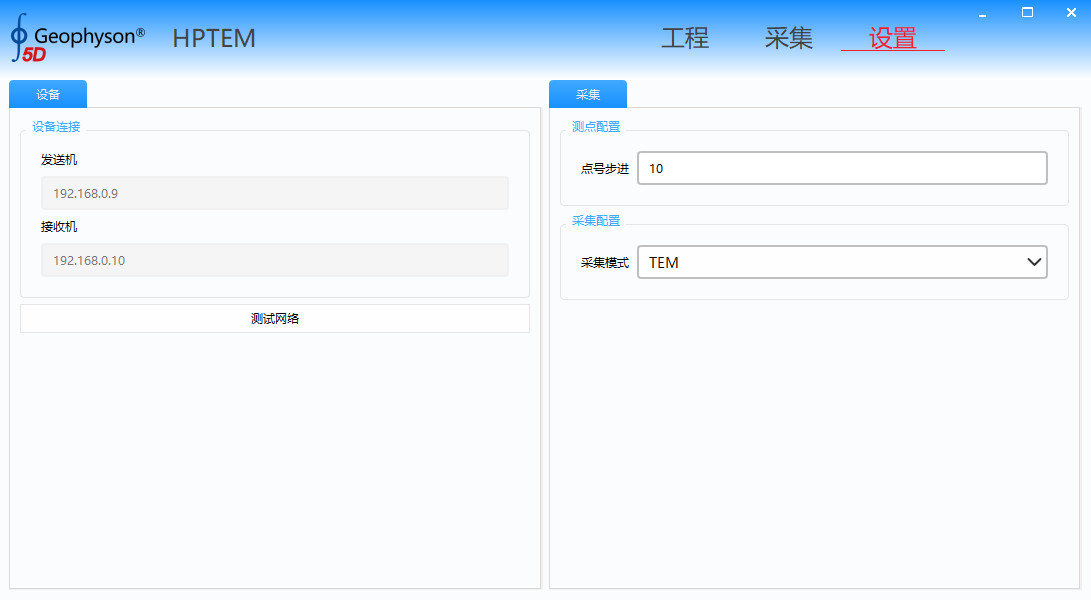 Geophyson®
5D
HPTEM
工程
采集
设置
设备
设备连接
发送机
192.168.0.9
接收机
192.168.0.10
测试网络
采集
测点配置
点号步进
10
采集配置
采集模式
TEM